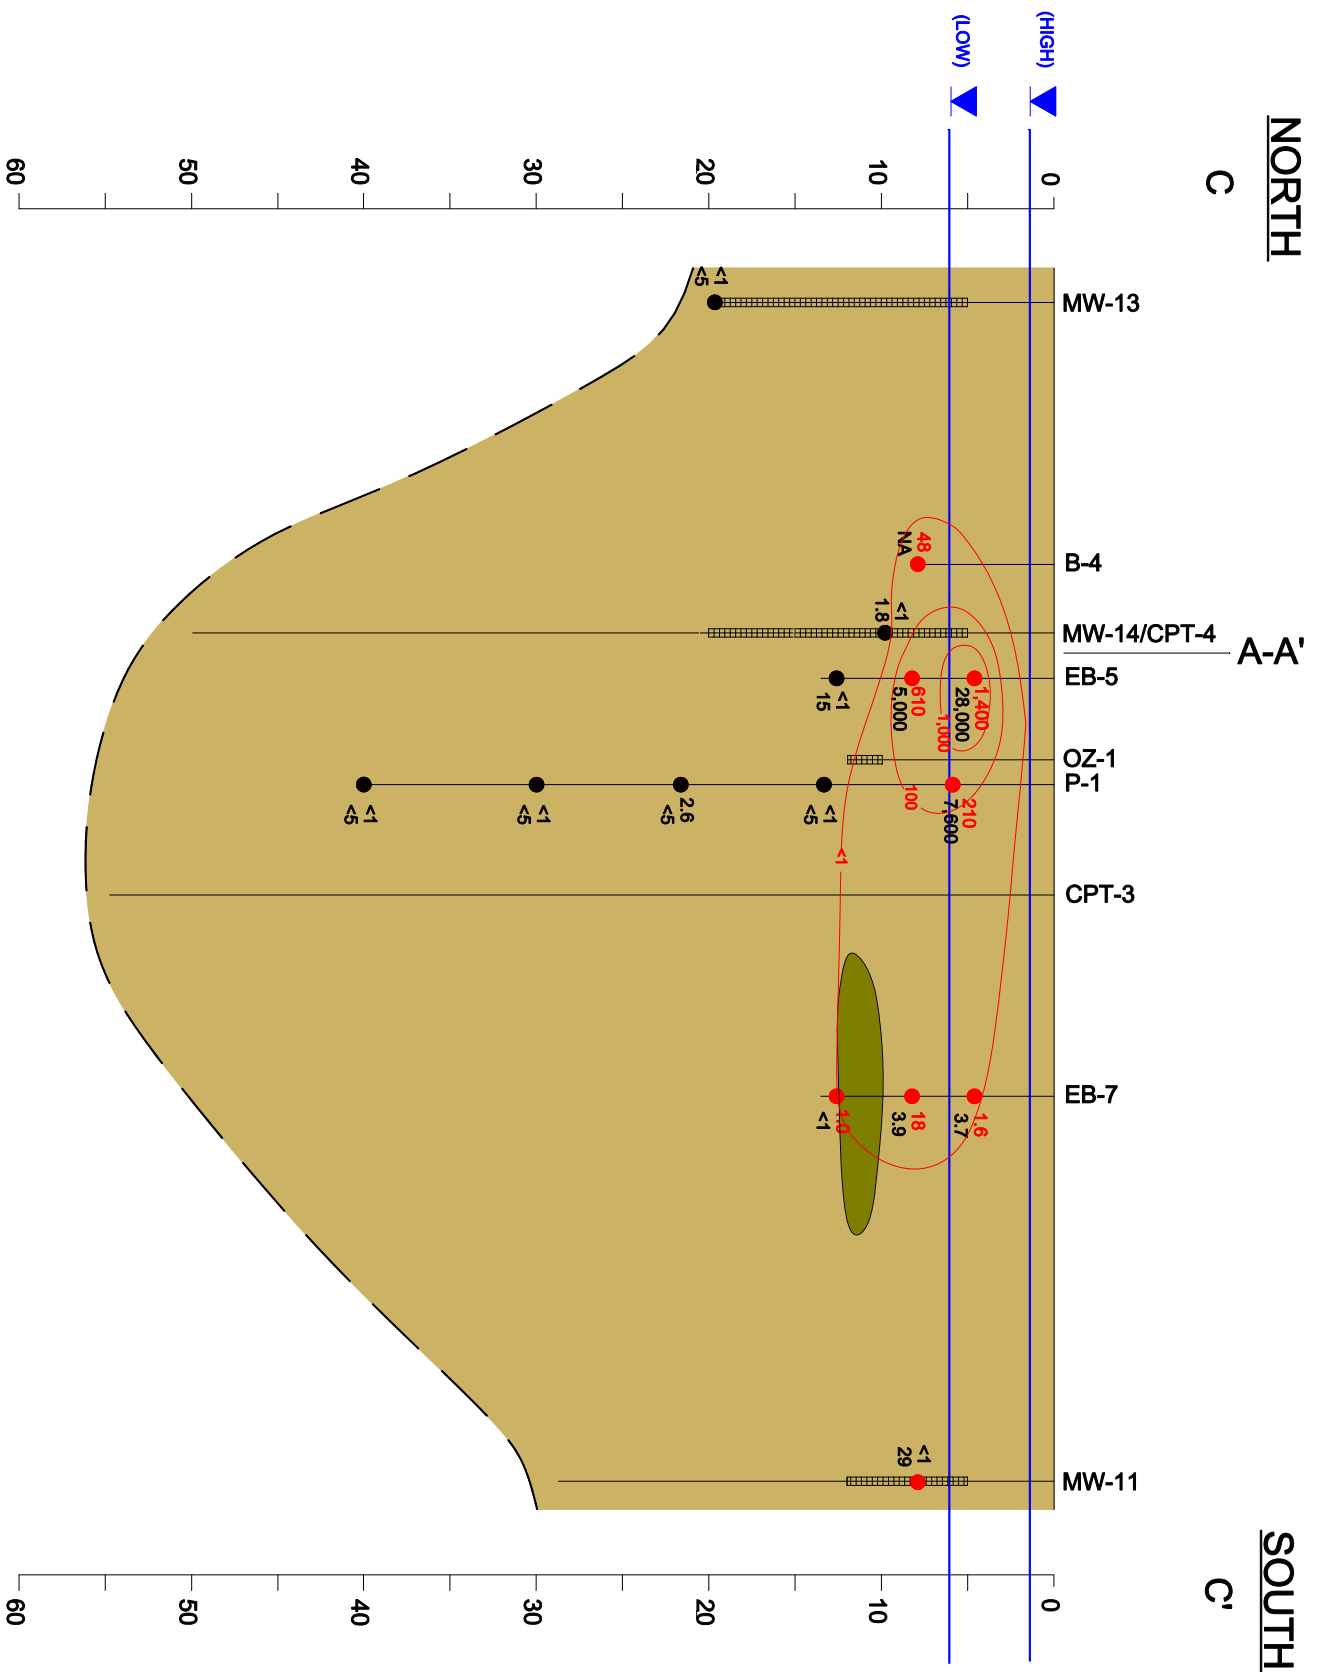 NORTH
C
SOUTH
C'
A-A'
(HIGH)
(LOW)
MW-13
B-4
MW-14/CPT-4
EB-5
OZ-1
P-1
CPT-3
EB-7
MW-11
0
10
20
30
40
50
60
0
10
20
30
40
50
60
<1
<5
48
NA
<1
1.8
1,400
28,000
610
5,000
<1
15
1,000
100
<1
210
7,600
<1
<5
2.6
<5
<1
<5
<1
<5
1.6
3.7
18
3.9
1.0
<1
<1
29